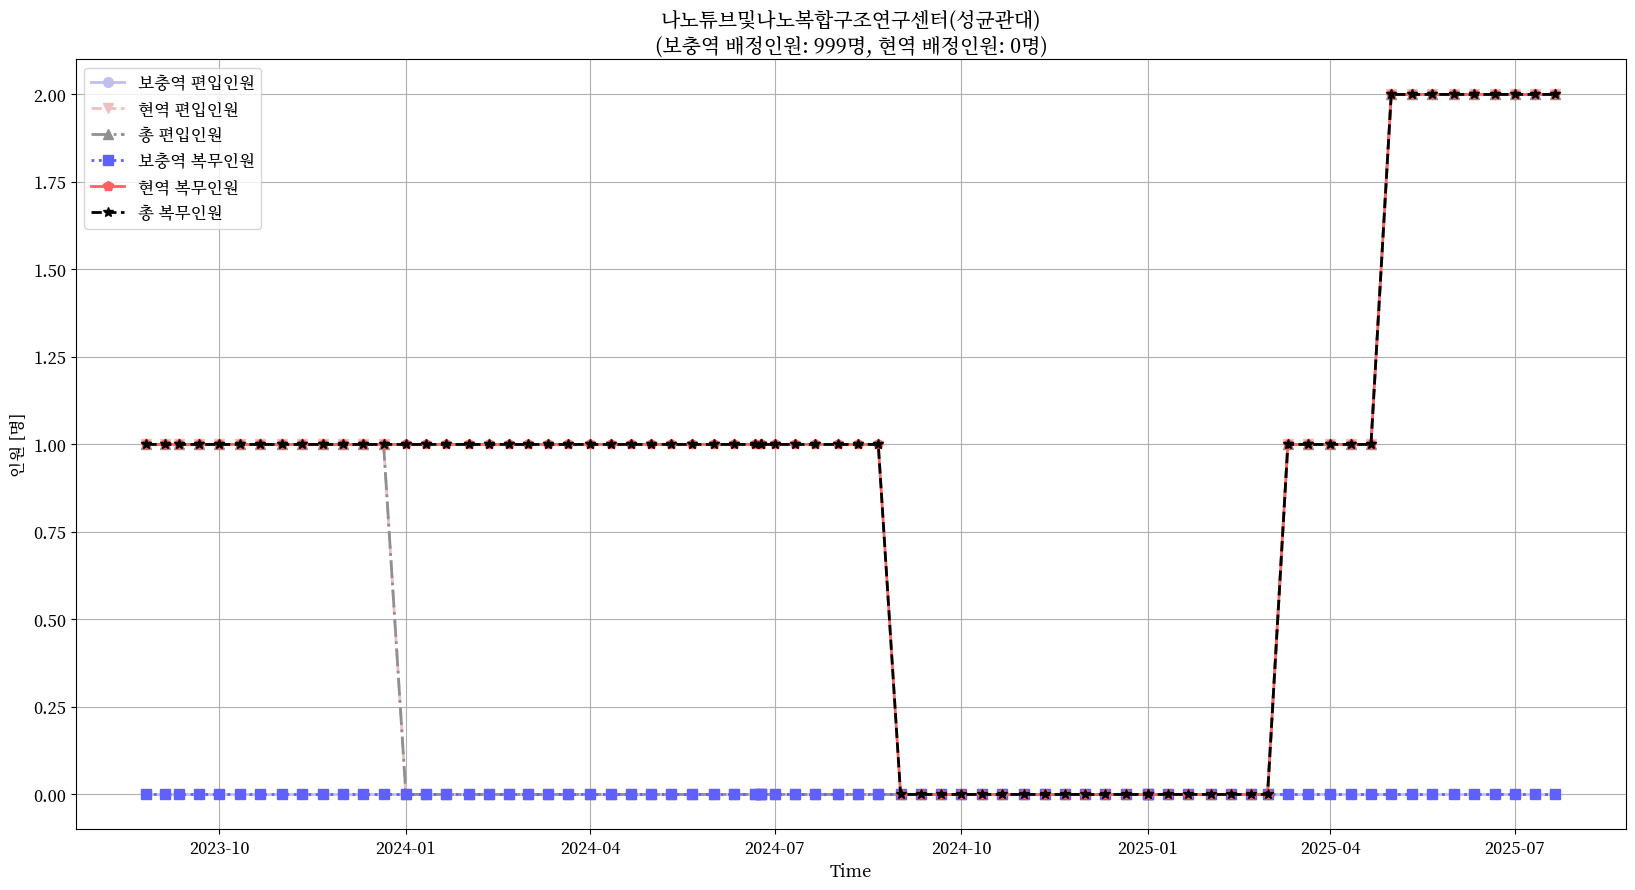 나노튜브및나노복합구조연구센터(성균관대)
(보충역 배정인원: 999명, 현역 배정인원: 0명)
보충역 편입인원
현역 편입인원
총 편입인원
보충역 복무인원
현역 복무인원
총 복무인원
인원 [명]
2.00
1.75
1.50
1.25
1.00
0.75
0.50
0.25
0.00
2023-10
2024-01
2024-04
2024-07
2024-10
2025-01
2025-04
2025-07
Time